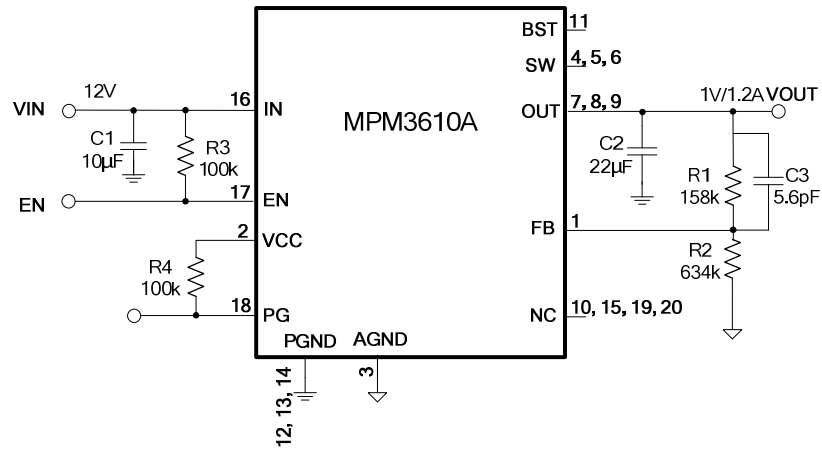 BST
11
SW
4, 5, 6
12V
VIN
16
IN
MPM3610A
OUT
7, 8, 9
1V/1.2A VOUT
C1
10µF
R3
100k
C2
22µF
R1
158k
C3
5.6pF
EN
17
EN
2
VCC
FB
1
R4
100k
R2
634k
18
PG
NC
10, 15, 19, 20
PGND
AGND
12, 13, 14
3